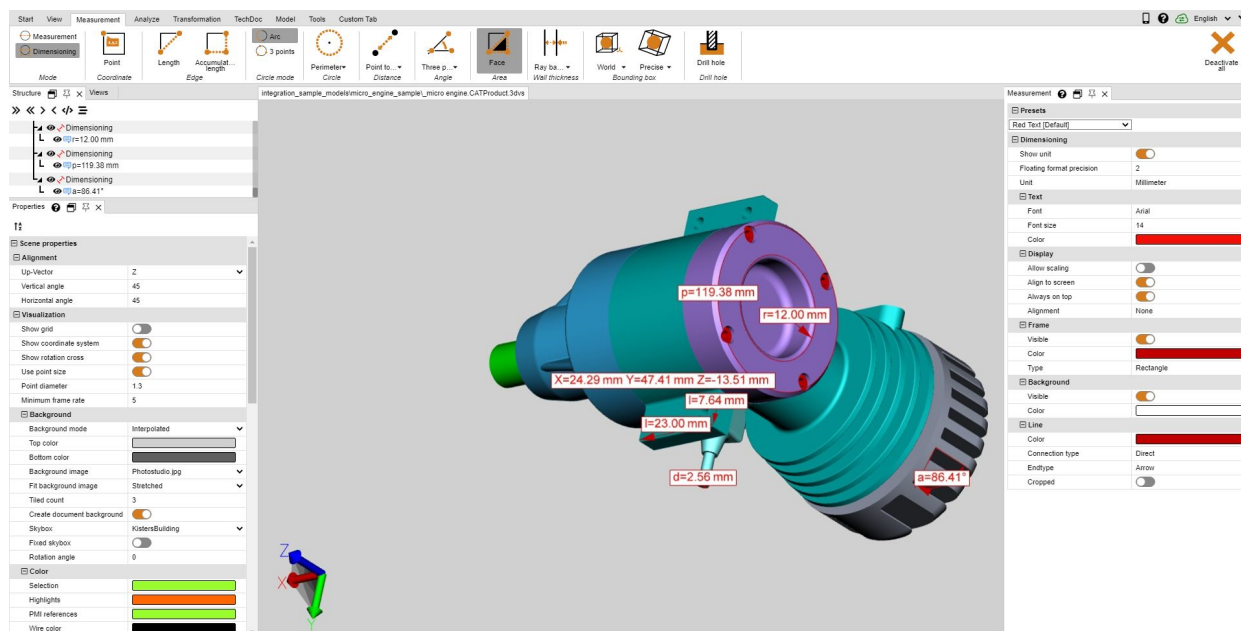 Start View Measurement Analyze Transformation TechDoc Model Tools Custom Tab English
Measurement
Dimensioning
Point
Length
Accumulat... length
Arc
3 points
Perimeter
Point to...
Three p...
Face
Ray ba...
World
Precise
Drill hole
Deactivate all
Mode Coordinate Edge Circle mode Circle Distance Angle Area Wall thickness Bounding box Drill hole
Structure Views
Dimensioning
r=12.00 mm
Dimensioning
p=119.38 mm
Dimensioning
a=86.41°
Properties
Scene properties
Alignment
Up-Vector Z
Vertical angle 45
Horizontal angle 45
Visualization
Show grid
Show coordinate system
Show rotation cross
Use point size
Point diameter 1.3
Minimum frame rate 5
Background
Background mode Interpolated
Top color
Bottom color
Background image Photostudio.jpg
Fit background image Stretched
Tiled count 3
Create document background
Skybox KistersBuilding
Fixed skybox
Rotation angle 0
Color
Selection
Highlights
PMI references
Wire color
integration_sample_models\micro_engine_sample\_micro engine.CATProduct.3dvs
p=119.38 mm
r=12.00 mm
X=24.29 mm Y=47.41 mm Z=-13.51 mm
l=7.64 mm
l=23.00 mm
d=2.56 mm
a=86.41°
Z
X
Y
Measurement
Presets
Red Text [Default]
Dimensioning
Show unit
Floating format precision 2
Unit Millimeter
Text
Font Arial
Font size 14
Color
Display
Allow scaling
Align to screen
Always on top
Alignment None
Frame
Visible
Color
Type Rectangle
Background
Visible
Color
Line
Color
Connection type Direct
Endtype Arrow
Cropped